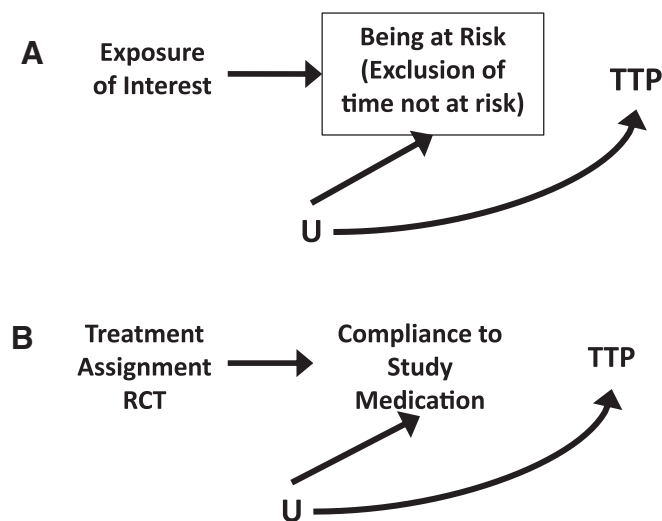 A
Exposure
of Interest
Being at Risk
(Exclusion of
time not at risk)
TTP
U
B
Treatment
Assignment
RCT
Compliance to
Study
Medication
TTP
U